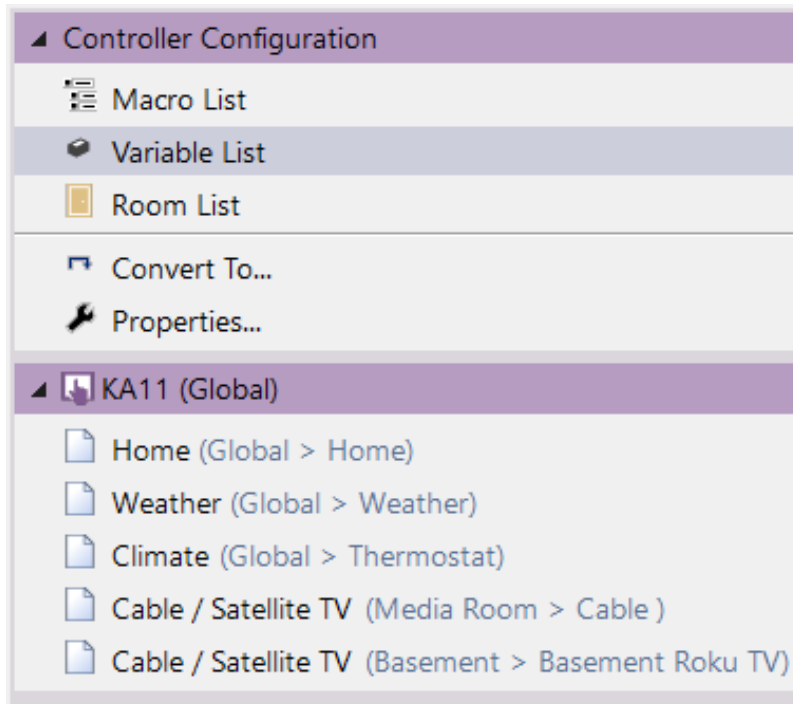 Controller Configuration
Macro List
Variable List
Room List
Convert To...
Properties...
KA11 (Global)
Home (Global > Home)
Weather (Global > Weather)
Climate (Global > Thermostat)
Cable / Satellite TV (Media Room > Cable )
Cable / Satellite TV (Basement > Basement Roku TV)